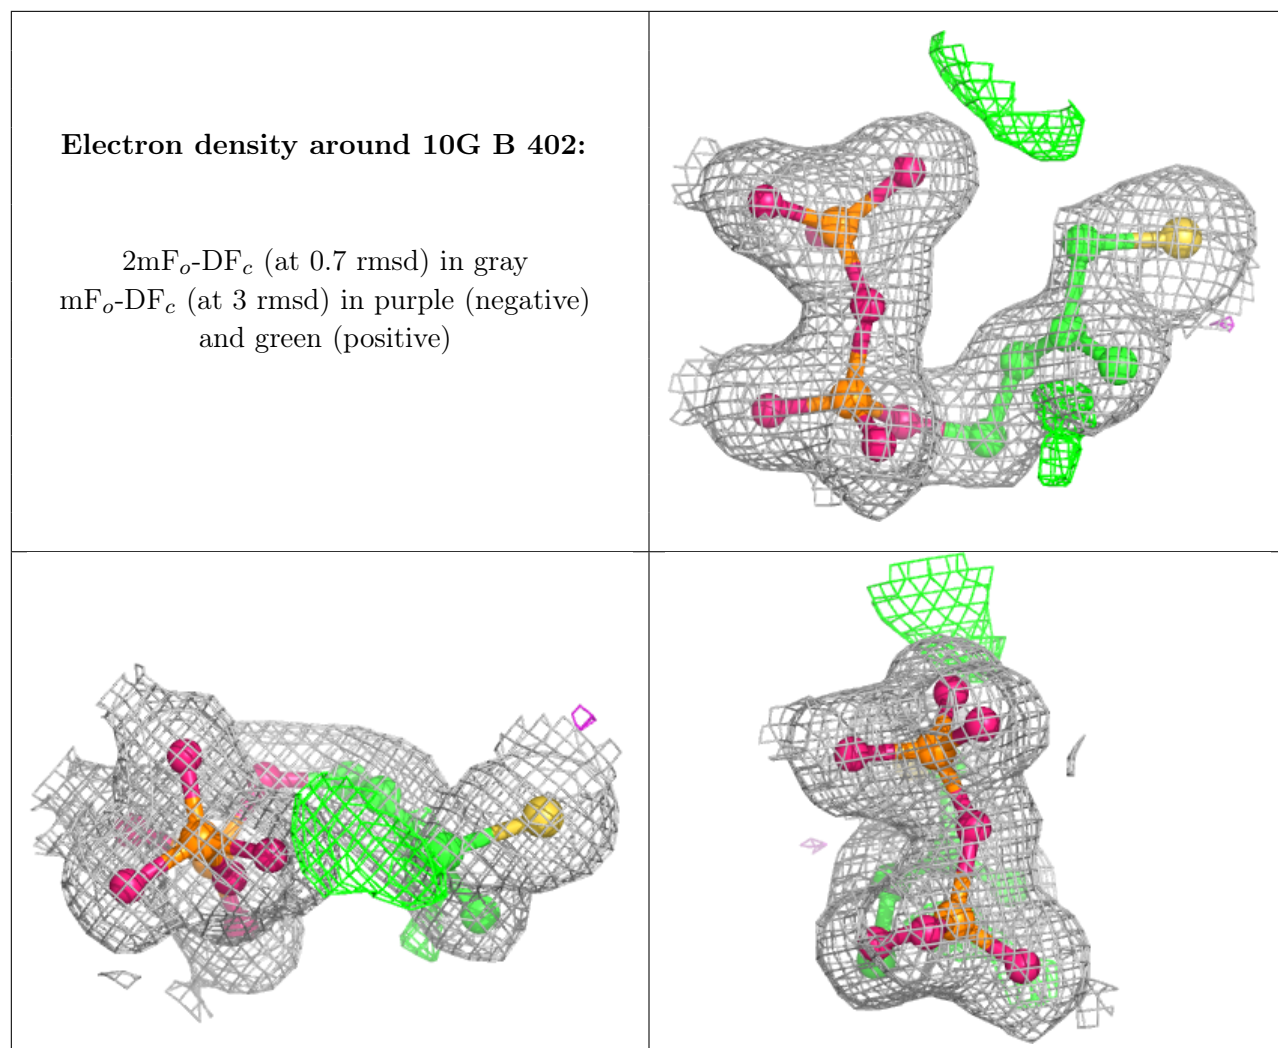 Electron density around 10G B 402:
2mFo-DFc (at 0.7 rmsd) in gray
mFo-DFc (at 3 rmsd) in purple (negative)
and green (positive)